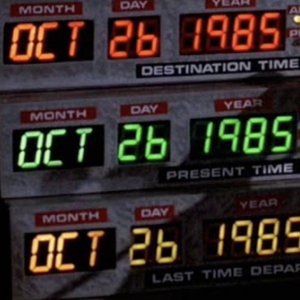 MONTH DAY YEAR
OCT 26 1985
DESTINATION TIME
MONTH DAY YEAR
OCT 26 1985
PRESENT TIME
MONTH DAY YEAR
OCT 26 1985
LAST TIME DEPAR